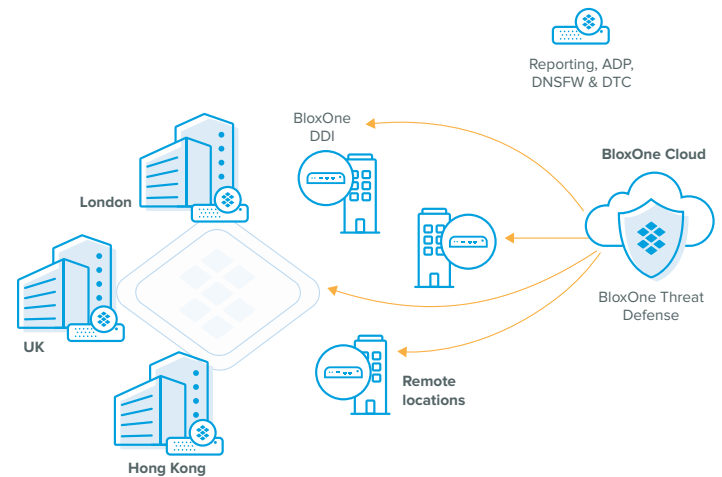 Reporting, ADP,
DNSFW & DTC
BloxOne
DDI
BloxOne Cloud
London
BloxOne Threat
Defense
UK
Remote
locations
Hong Kong